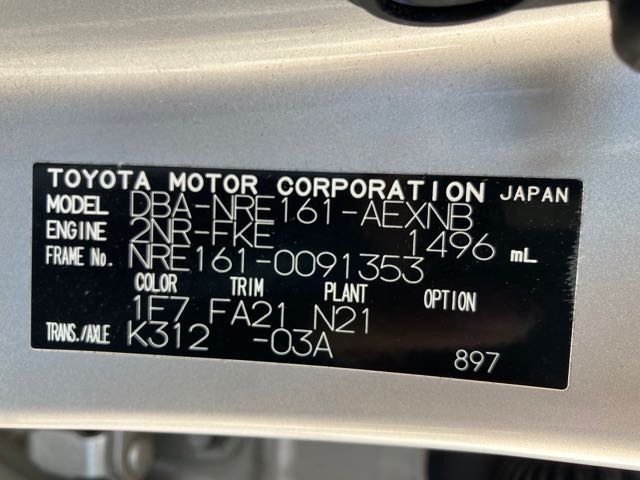 TOYOTA MOTOR CORPORATION JAPAN
MODEL DBA-NRE161-AEXNB
ENGINE 2NR-FKE 1496 mL
FRAME No. NRE161-0091353
COLOR TRIM PLANT OPTION
1F7 FA21 N21
TRANS./AXLE K312 -03A 897